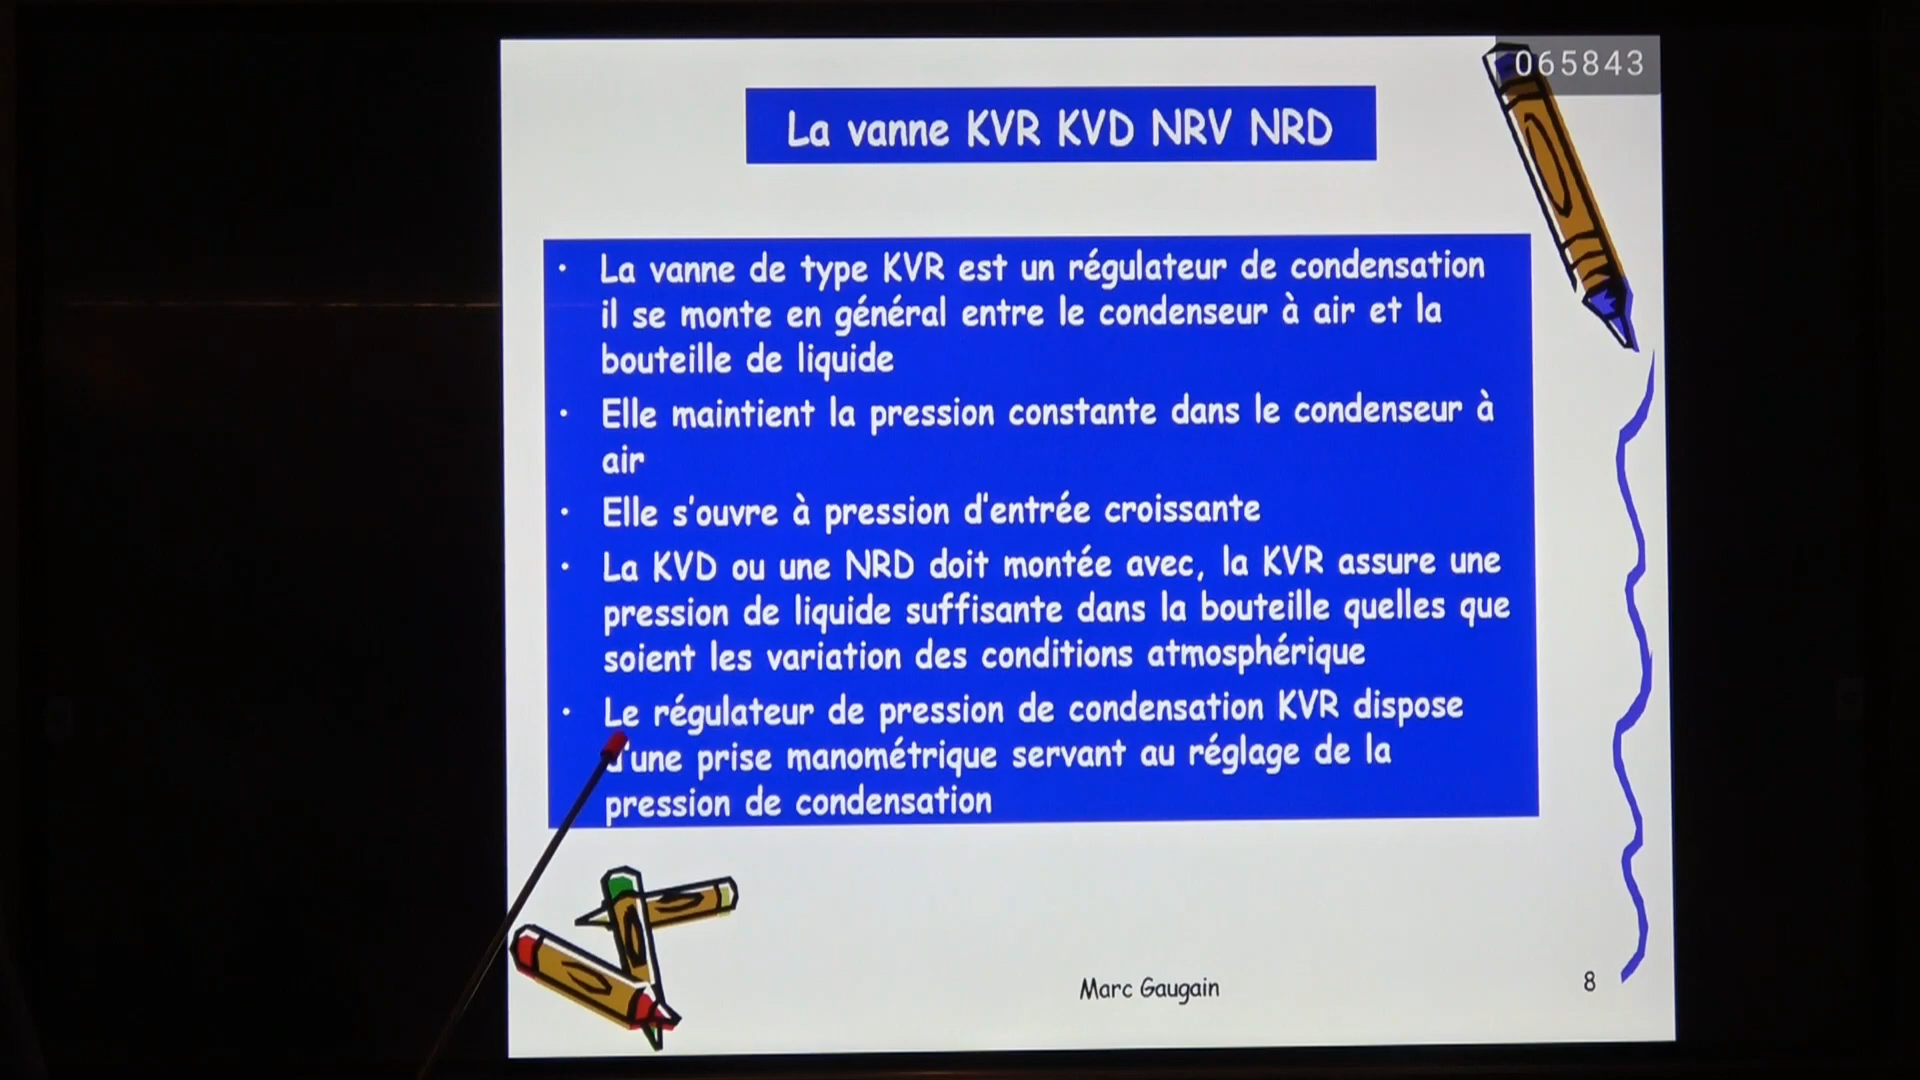 065843
La vanne KVR KVD NRV NRD
• La vanne de type KVR est un régulateur de condensation
il se monte en général entre le condenseur à air et la
bouteille de liquide
• Elle maintient la pression constante dans le condenseur à
air
• Elle s'ouvre à pression d'entrée croissante
• La KVD ou une NRD doit montée avec, la KVR assure une
pression de liquide suffisante dans la bouteille quelles que
soient les variation des conditions atmosphérique
• Le régulateur de pression de condensation KVR dispose
d'une prise manométrique servant au réglage de la
pression de condensation
Marc Gaugain
8